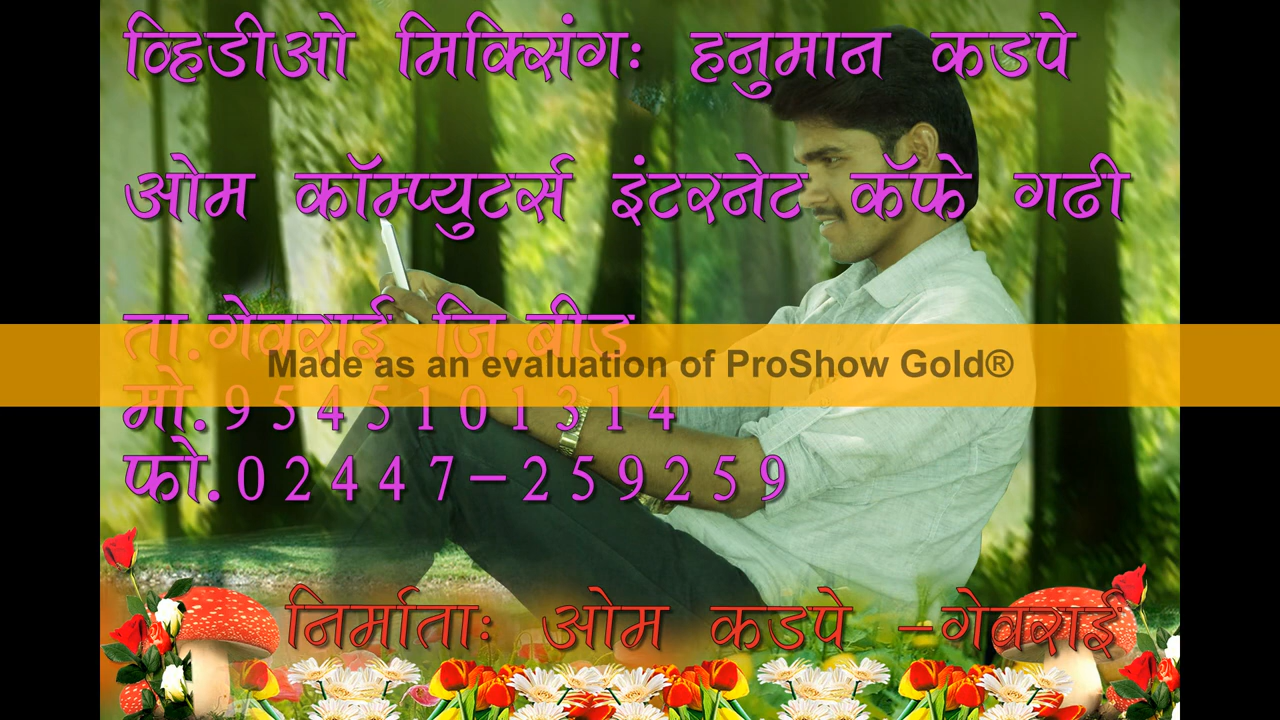 व्हिडीओ मिक्सिंगः हनुमान कडपे
ओम कॉम्प्युटर्स इंटरनेट कॅफे गढी
ता.गेवराई जि.बीड
Made as an evaluation of ProShow Gold®
मो.9545101314
फो.02447-259259
निर्माताः ओम कडपे -गेवराई